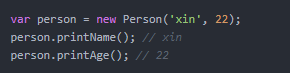 var person = new Person('xin', 22);
person.printName(); // xin
person.printAge(); // 22